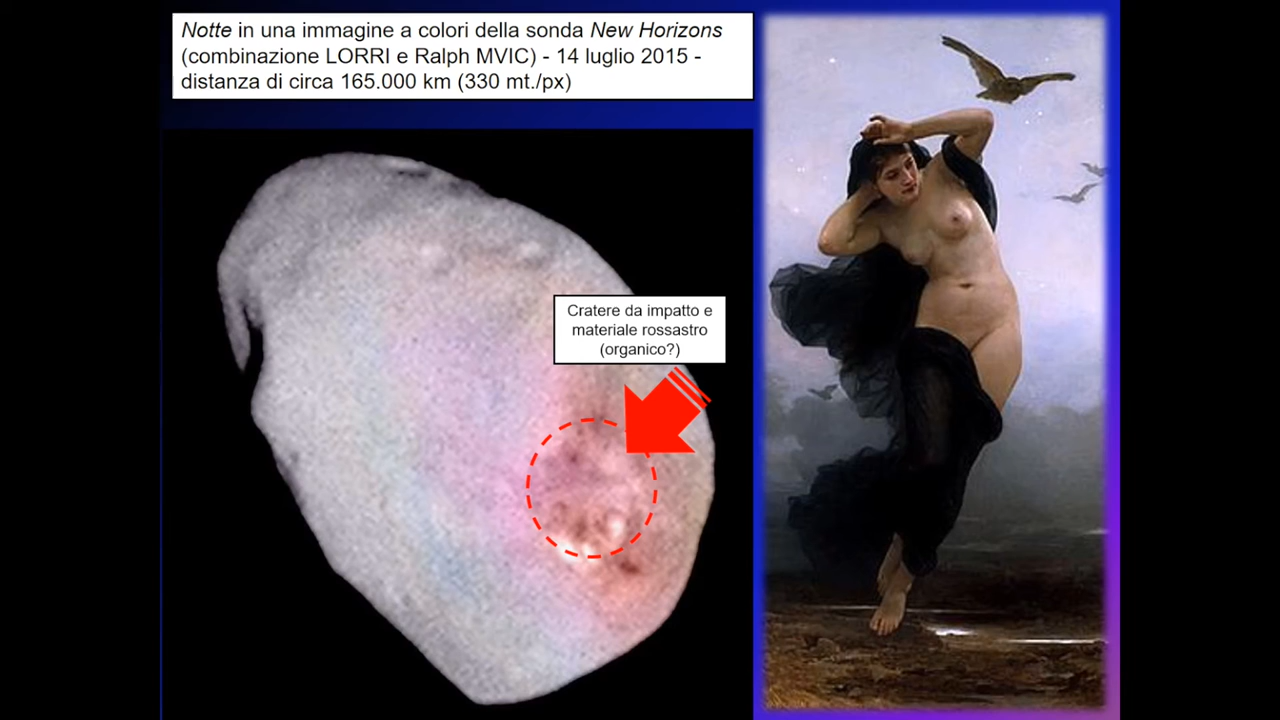 Notte in una immagine a colori della sonda New Horizons
(combinazione LORRI e Ralph MVIC) - 14 luglio 2015 -
distanza di circa 165.000 km (330 mt./px)
Cratere da impatto e
materiale rossastro
(organico?)